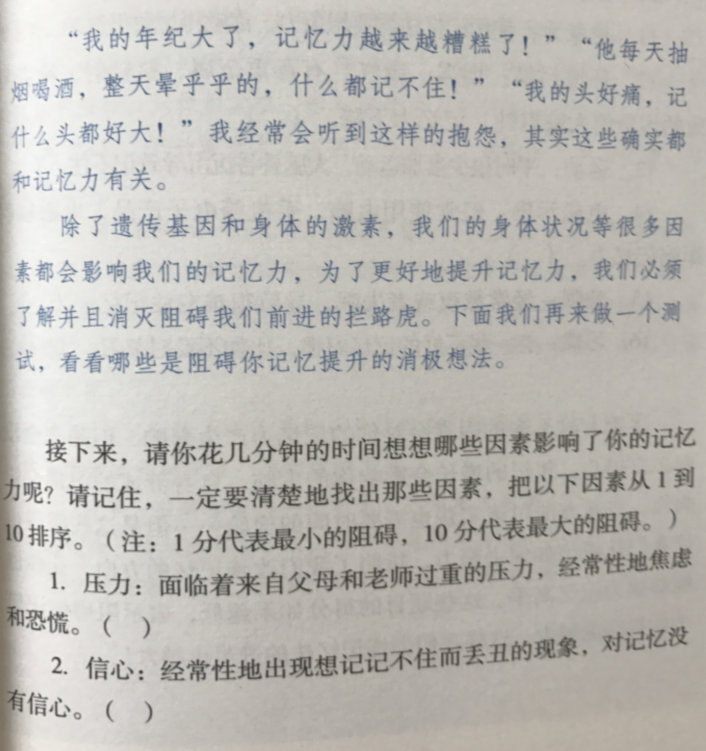 “我的年纪大了，记忆力越来越糟糕了！”“他每天抽
烟喝酒，整天晕乎乎的，什么都记不住！”“我的头好痛，记
什么头都好大！”我经常会听到这样的抱怨，其实这些确实都
和记忆力有关。
除了遗传基因和身体的激素，我们的身体状况等很多因
素都会影响我们的记忆力，为了更好地提升记忆力，我们必须
了解并且消灭阻碍我们前进的拦路虎。下面我们再来做一个测
试，看看哪些是阻碍你记忆提升的消极想法。
接下来，请你花几分钟的时间想想哪些因素影响了你的记忆
力呢？请记住，一定要清楚地找出那些因素，把以下因素从1到
10排序。（注：1分代表最小的阻碍，10分代表最大的阻碍。）
1. 压力：面临着来自父母和老师过重的压力，经常性地焦虑
和恐慌。（ ）
2. 信心：经常性地出现想记记不住而丢丑的现象，对记忆没
有信心。（ ）